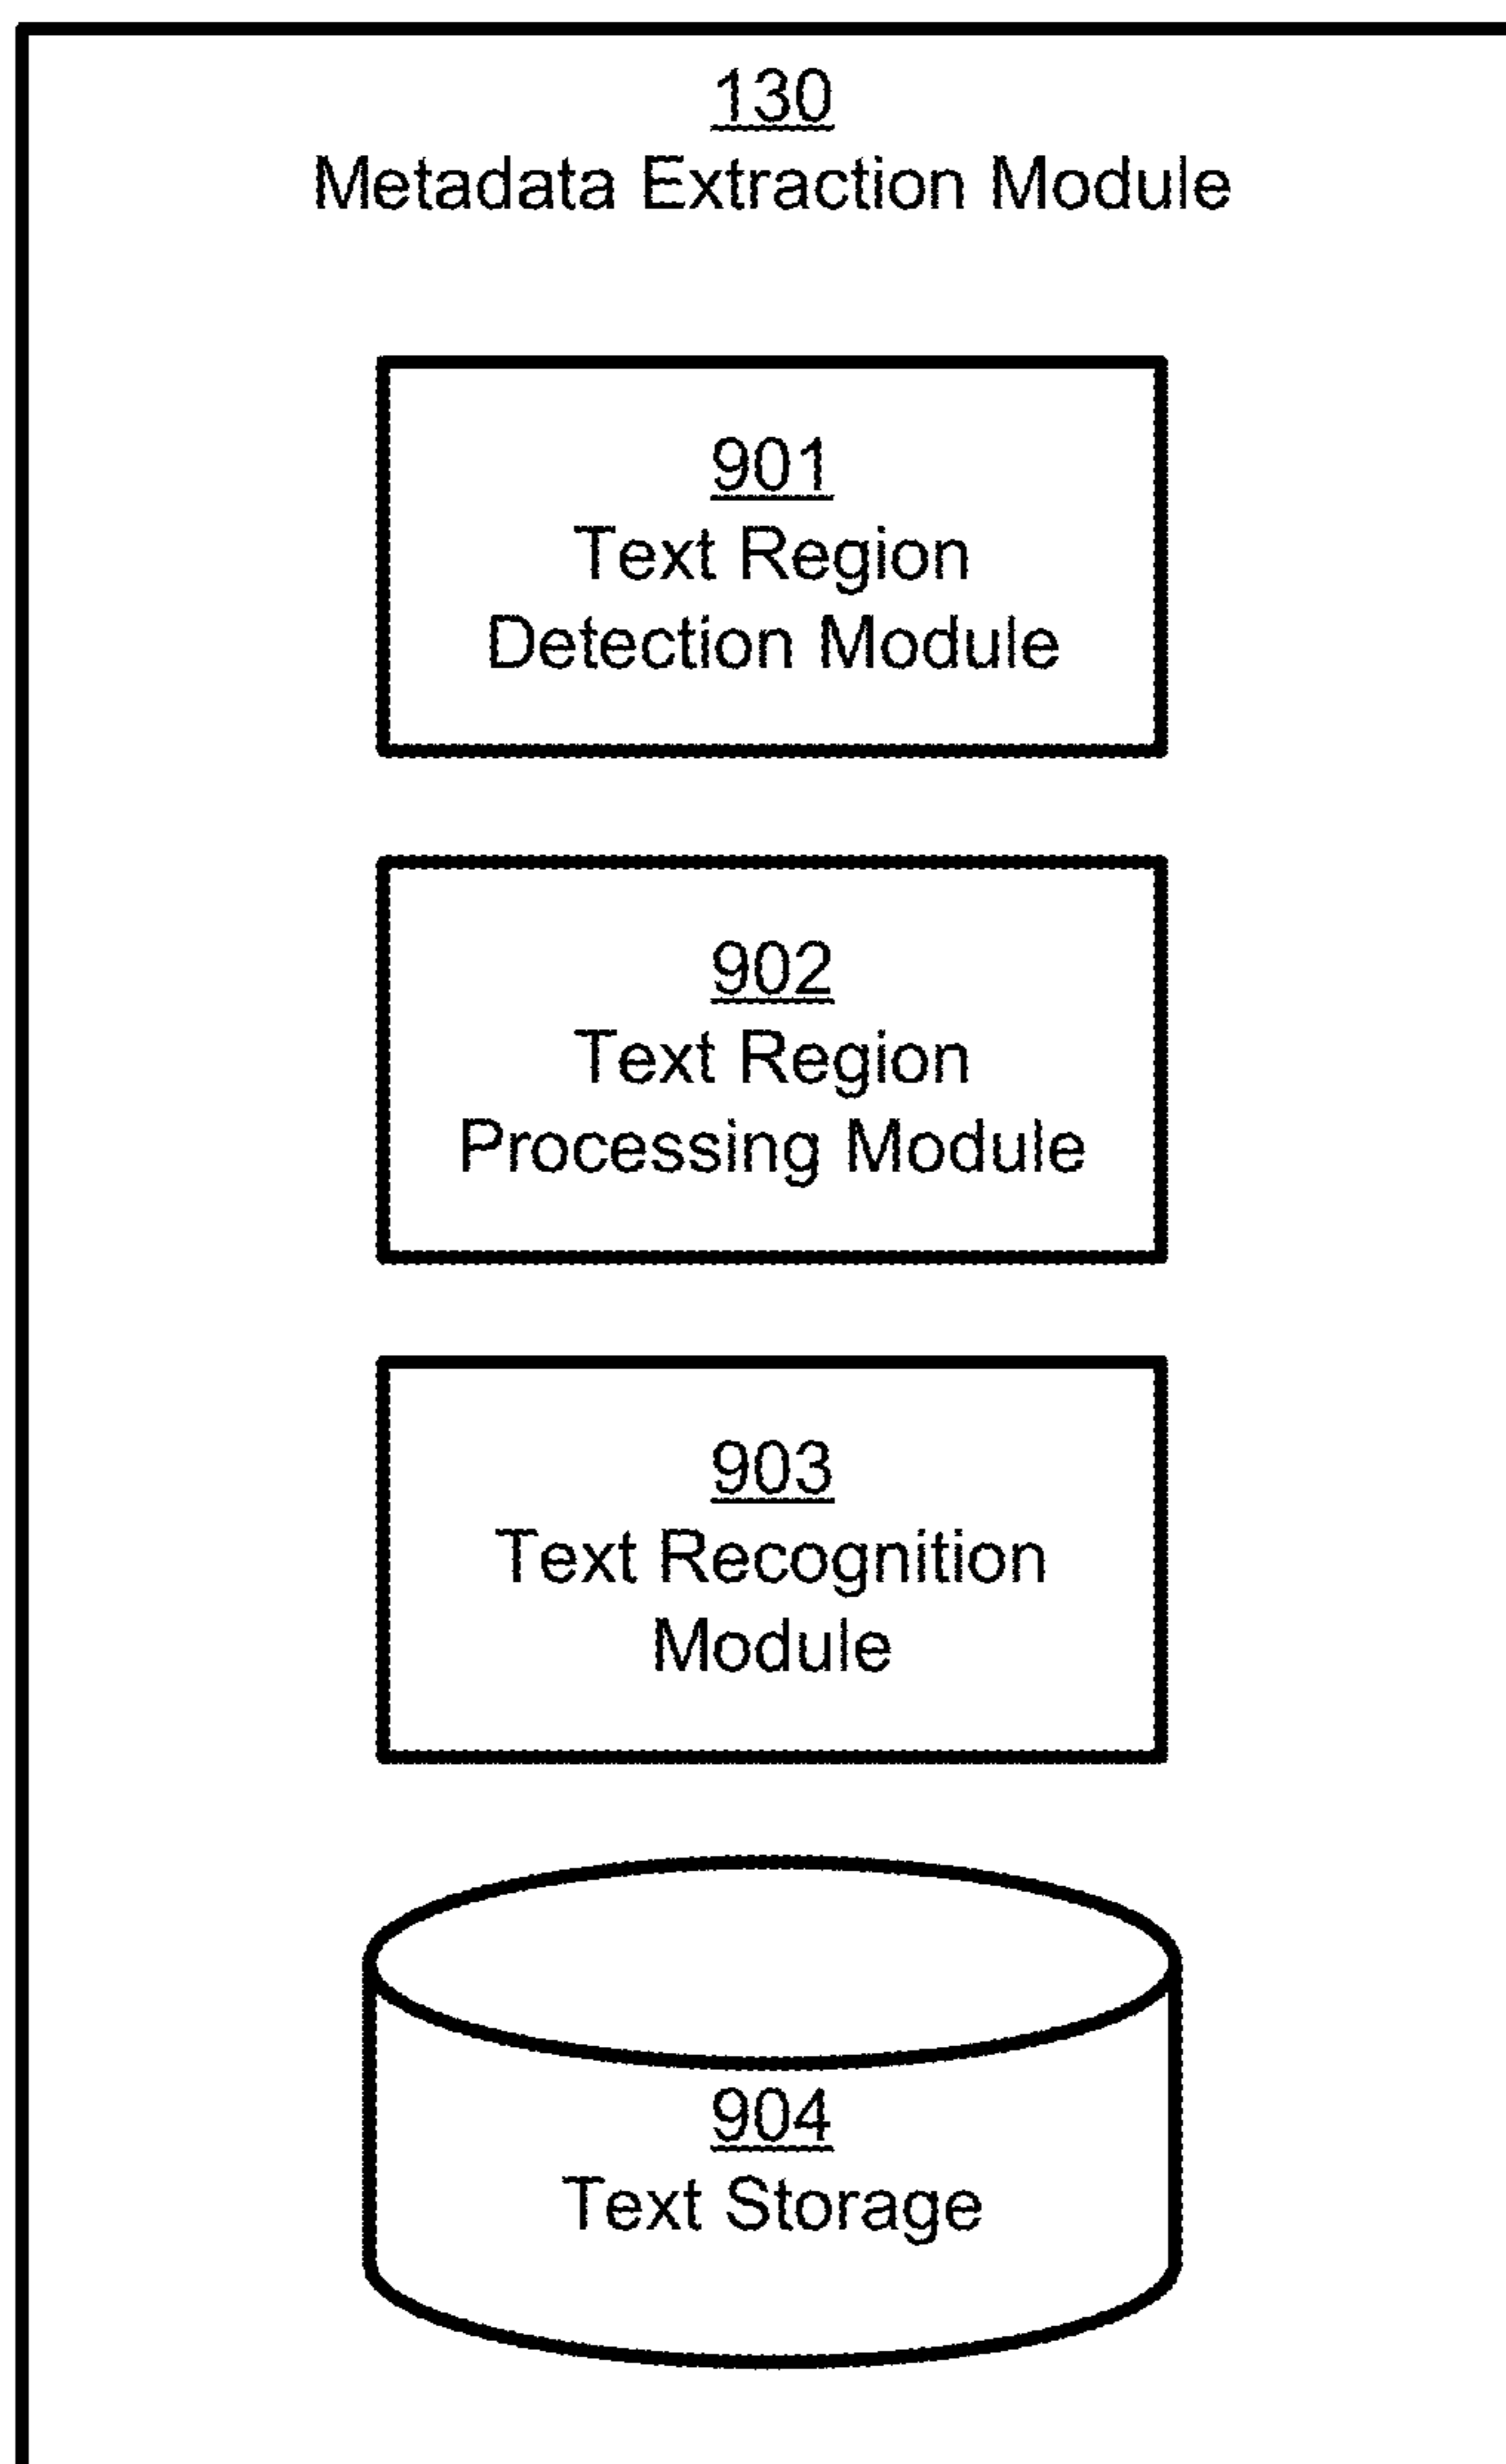 130
Metadata Extraction Module
901
Text Region
Detection Module
902
Text Region
Processing Module
903
Text Recognition
Module
904
Text Storage